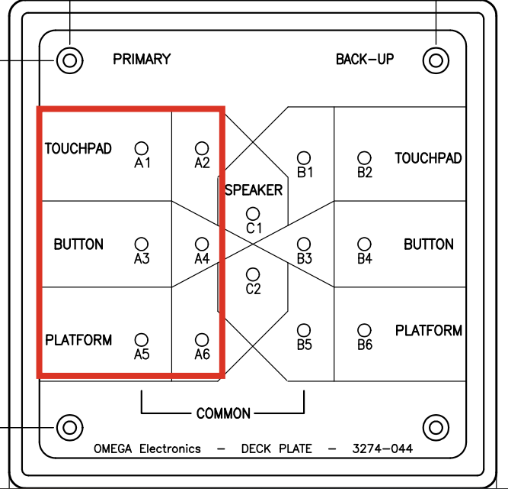 PRIMARY BACK-UP
TOUCHPAD A1 A2 B1 B2 TOUCHPAD
SPEAKER
C1
BUTTON A3 A4 B3 B4 BUTTON
C2
PLATFORM A5 A6 B5 B6 PLATFORM
COMMON
OMEGA Electronics - DECK PLATE - 3274-044